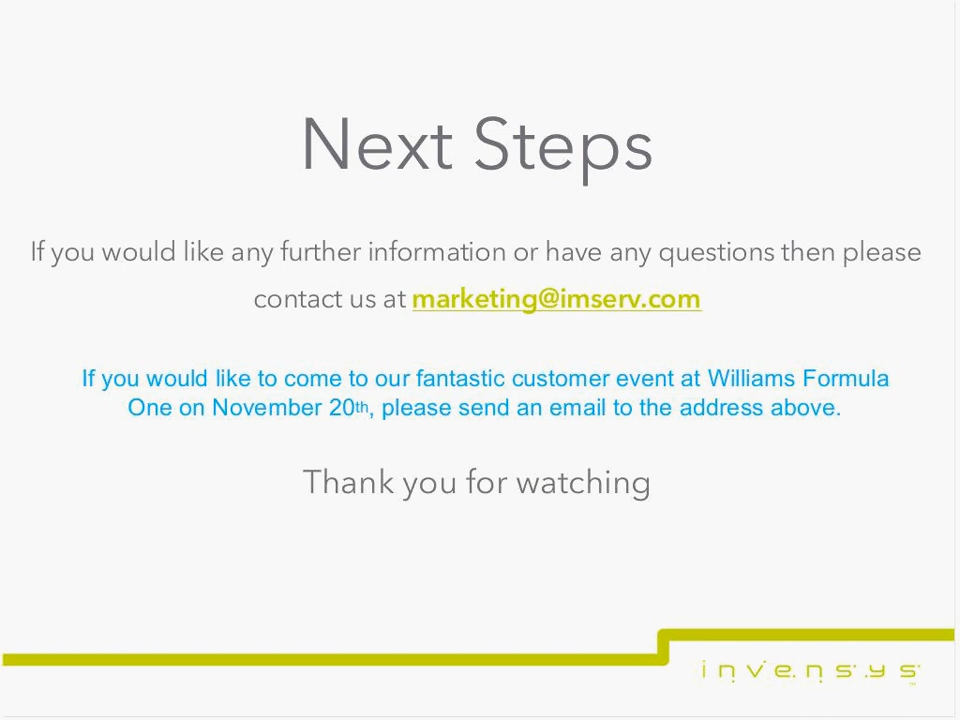 Next Steps
If you would like any further information or have any questions then please
contact us at marketing@imserv.com
If you would like to come to our fantastic customer event at Williams Formula
One on November 20th, please send an email to the address above.
Thank you for watching
invensys™